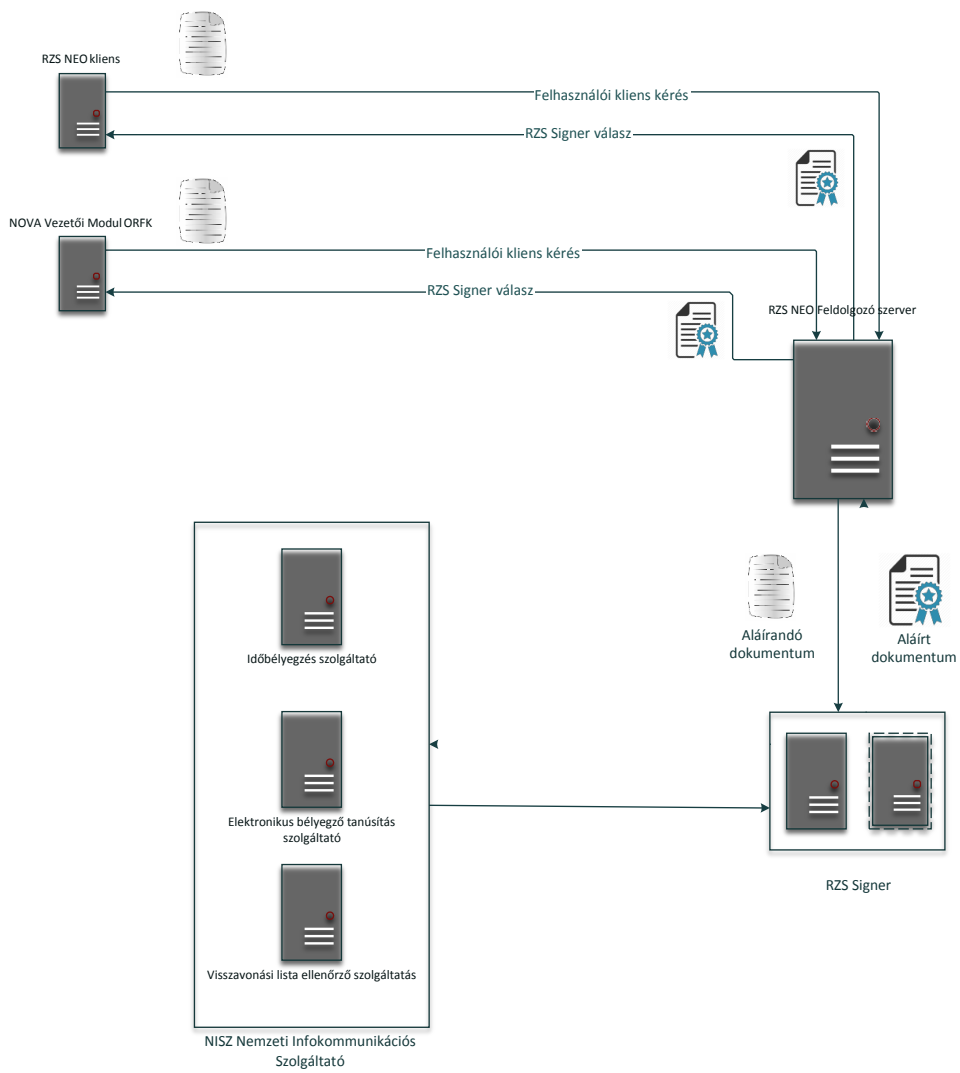 RZS NEO kliens
Felhasználói kliens kérés
RZS Signer válasz
NOVA Vezetői Modul ORFK
Felhasználói kliens kérés
RZS Signer válasz
RZS NEO Feldolgozó szerver
Aláírandó
dokumentum
Aláírt
dokumentum
Időbélyegzés szolgáltató
Elektronikus bélyegző tanúsítás
szolgáltató
Visszavonási lista ellenőrző szolgáltatás
RZS Signer
NISZ Nemzeti Infokommunikációs
Szolgáltató